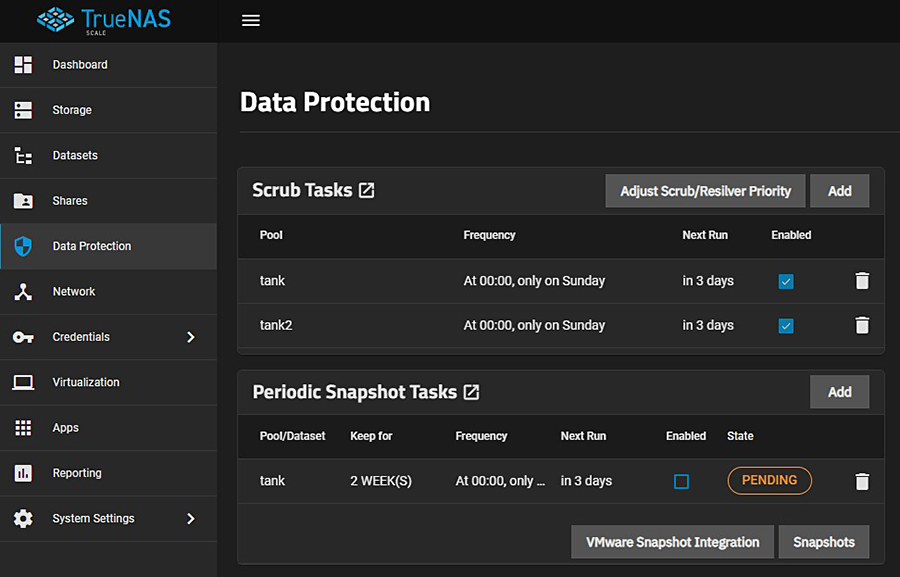 TrueNAS
SCALE
Dashboard
Storage
Datasets
Shares
Data Protection
Network
Credentials
Virtualization
Apps
Reporting
System Settings
Data Protection
Scrub Tasks
Adjust Scrub/Resilver Priority
Add
Pool Frequency Next Run Enabled
tank At 00:00, only on Sunday in 3 days
tank2 At 00:00, only on Sunday in 3 days
Periodic Snapshot Tasks
Add
Pool/Dataset Keep for Frequency Next Run Enabled State
tank 2 WEEK(S) At 00:00, only ... in 3 days PENDING
VMware Snapshot Integration
Snapshots